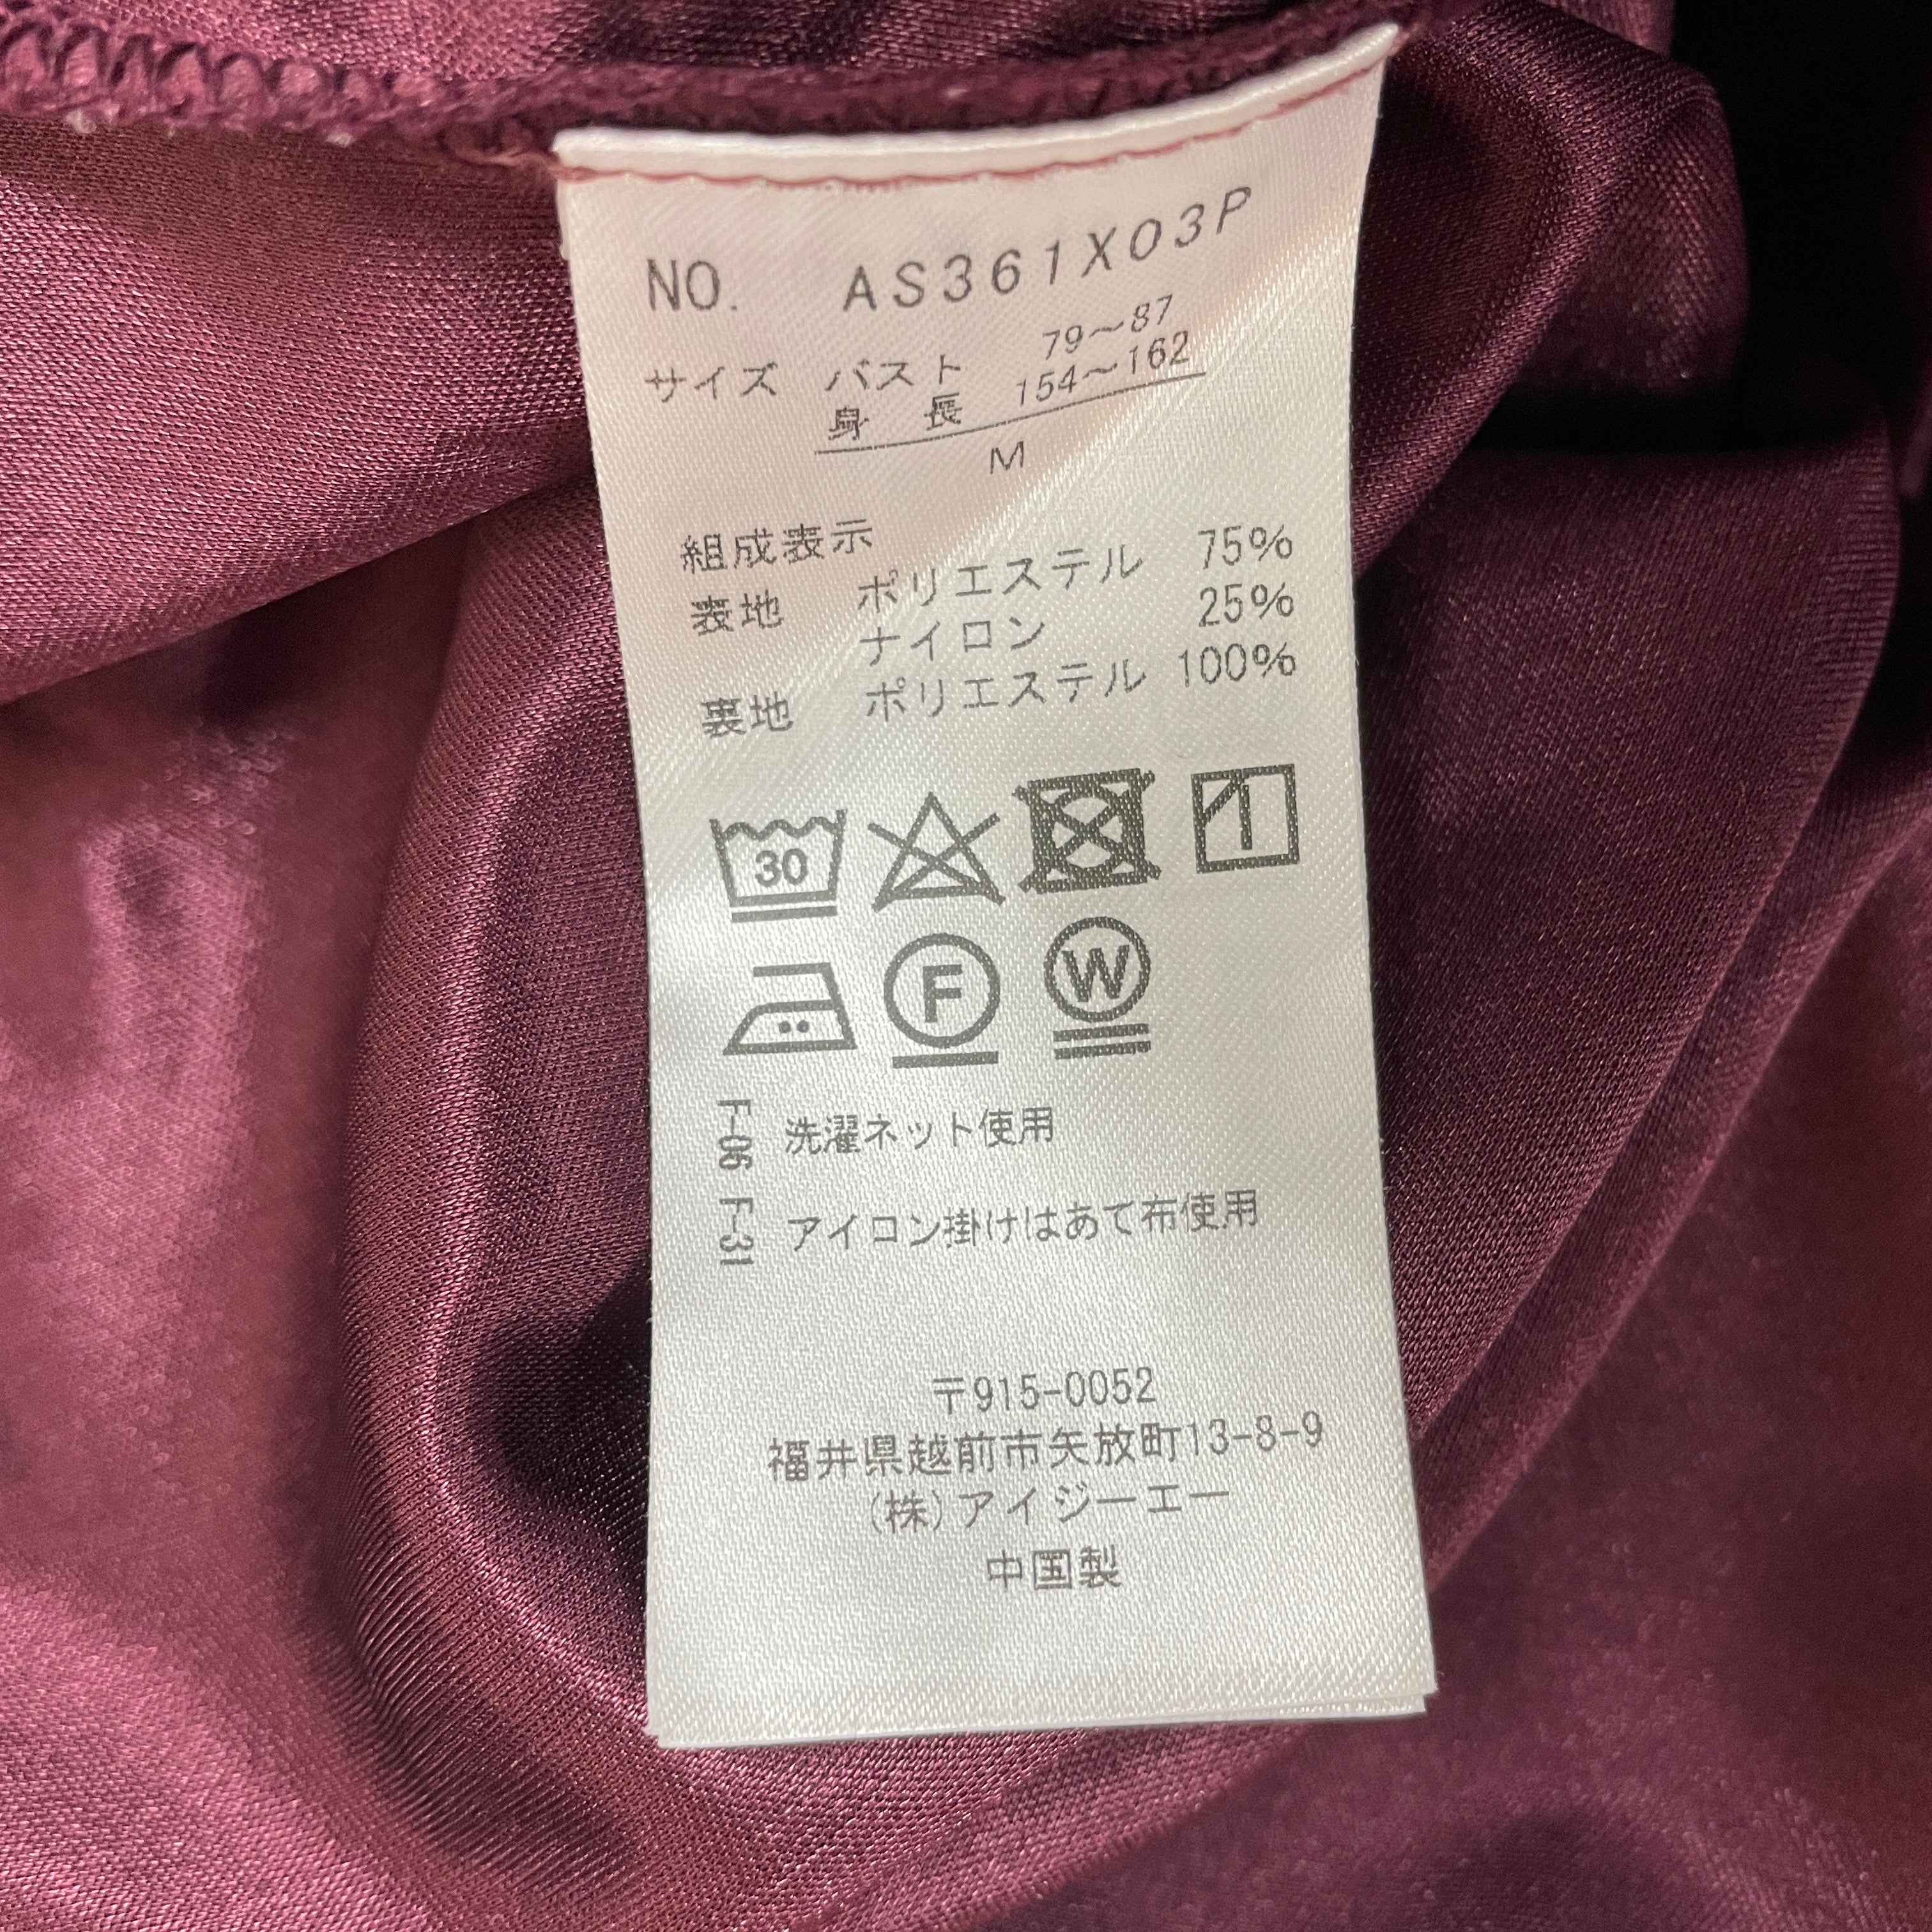 NO. AS361X03P
サイズ バスト 79～87
身 長 154～162
M
組成表示
表地 ポリエステル 75%
ナイロン 25%
裏地 ポリエステル 100%
30
F W
F-06 洗濯ネット使用
F-31 アイロン掛けはあて布使用
〒915-0052
福井県越前市矢放町13-8-9
(株)アイジーエー
中国製